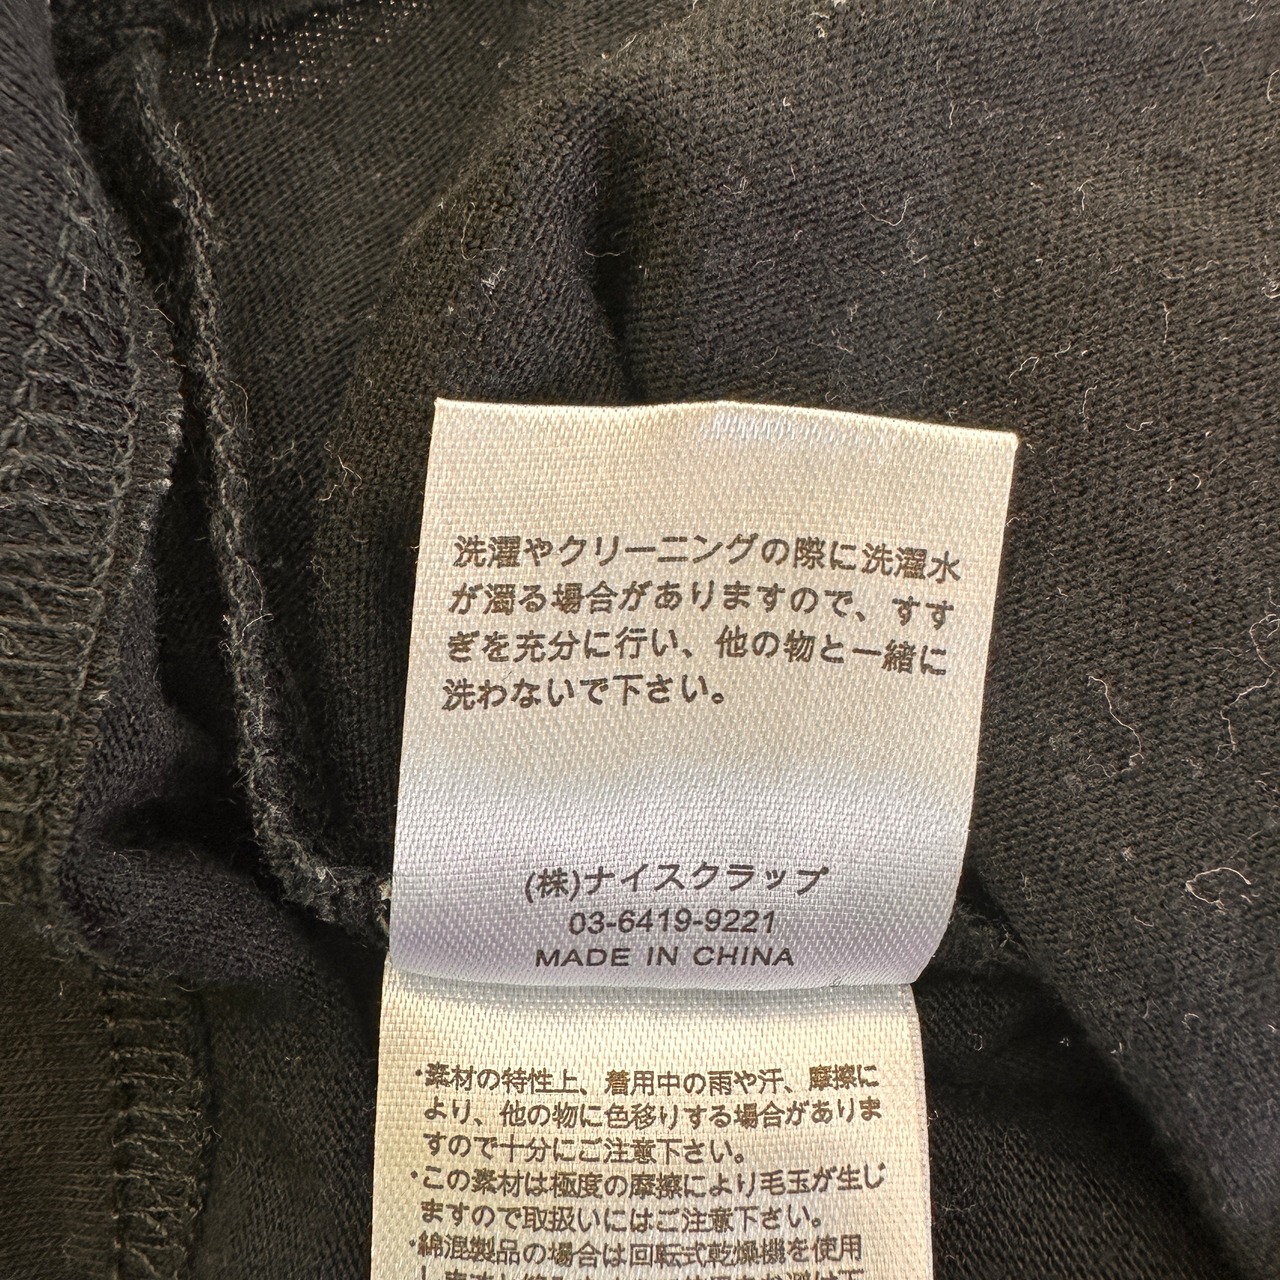 洗濯やクリーニングの際に洗濯水
が濁る場合がありますので、すす
ぎを充分に行い、他の物と一緒に
洗わないで下さい。
(株)ナイスクラップ
03-6419-9221
MADE IN CHINA
・素材の特性上、着用中の雨や汗、摩擦に
より、他の物に色移りする場合がありま
すので十分にご注意下さい。
・この素材は極度の摩擦により毛玉が生じ
ますので取扱いにはご注意下さい。
・綿混製品の場合は回転式乾燥機を使用